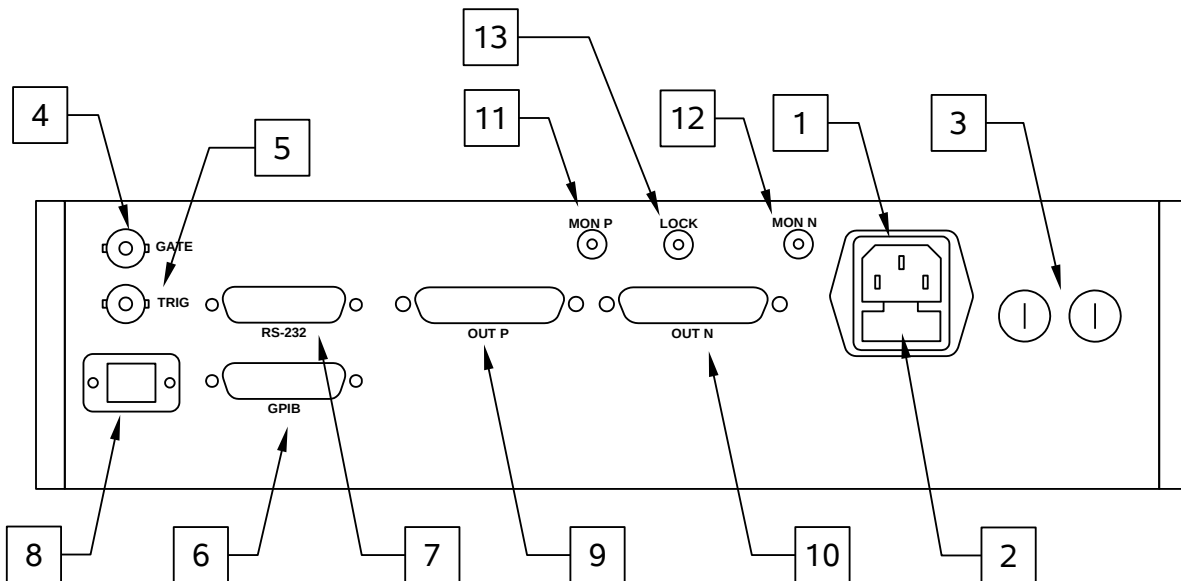 13
4
11
12
1
3
5
MON P
LOCK
MON N
GATE
TRIG
RS-232
OUT P
OUT N
GPIB
8
6
7
9
10
2